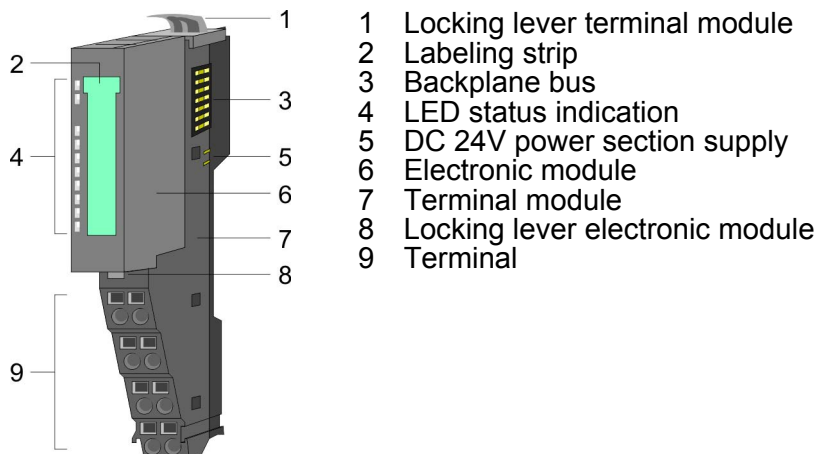 1
2
3
4
5
6
7
8
9
1 Locking lever terminal module
2 Labeling strip
3 Backplane bus
4 LED status indication
5 DC 24V power section supply
6 Electronic module
7 Terminal module
8 Locking lever electronic module
9 Terminal